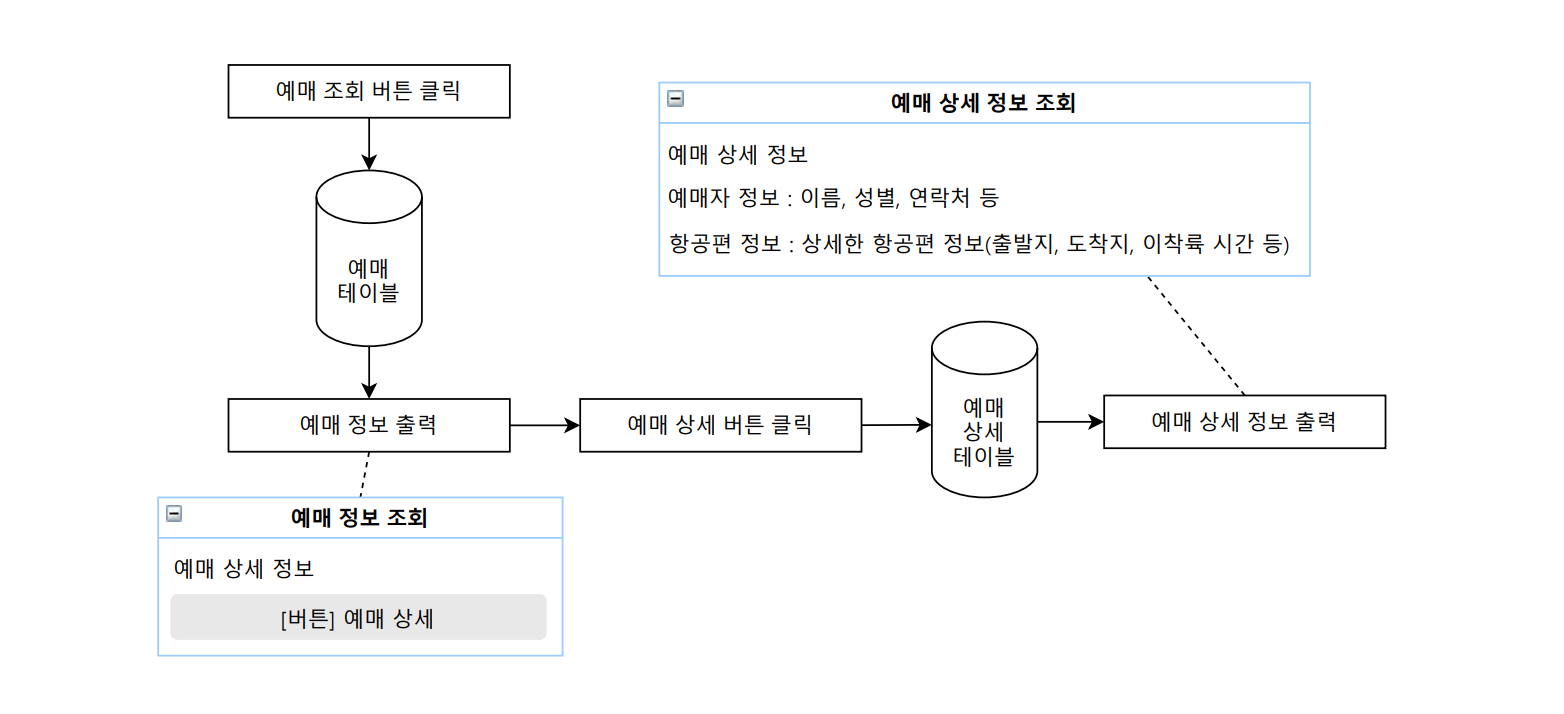 예매 조회 버튼 클릭
예매
테이블
예매 정보 출력
예매 정보 조회
예매 상세 정보
[버튼] 예매 상세
예매 상세 버튼 클릭
예매
상세
테이블
예매 상세 정보 출력
예매 상세 정보 조회
예매 상세 정보
예매자 정보 : 이름, 성별, 연락처 등
항공편 정보 : 상세한 항공편 정보(출발지, 도착지, 이착륙 시간 등)